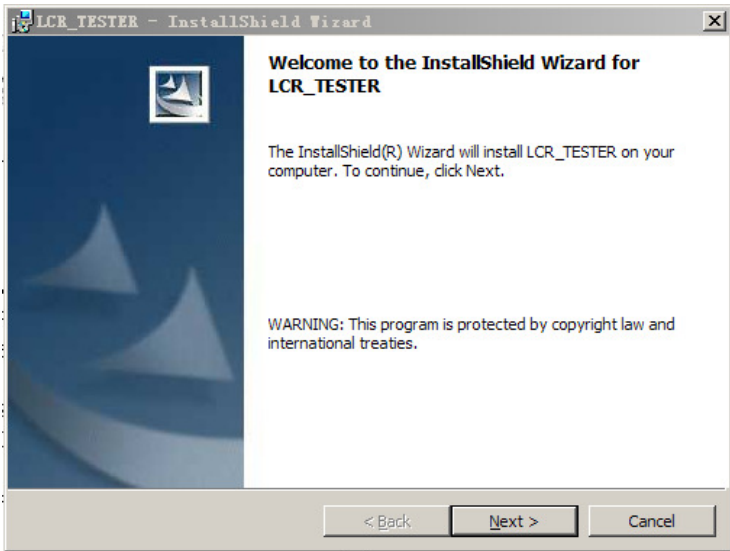 LCR_TESTER - InstallShield Wizard
Welcome to the InstallShield Wizard for
LCR_TESTER
The InstallShield(R) Wizard will install LCR_TESTER on your
computer. To continue, click Next.
WARNING: This program is protected by copyright law and
international treaties.
< Back
Next >
Cancel